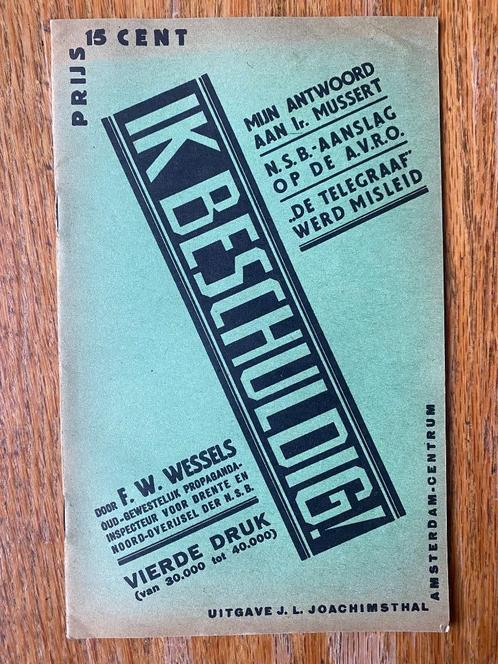 PRIJS 15 CENT
MIJN ANTWOORD
AAN Ir. MUSSERT
N.S.B.-AANSLAG
OP DE A.V.R.O.
„DE TELEGRAAF”
WERD MISLEID
IK BESCHULDIG!
DOOR F. W. WESSELS
OUD-GEWESTELIJK PROPAGANDA-
INSPECTEUR VOOR DRENTE EN
NOORD-OVERIJSEL DER N.S.B.
VIERDE DRUK
(van 30.000 tot 40.000)
UITGAVE J. L. JOACHIMSTHAL
AMSTERDAM-CENTRUM